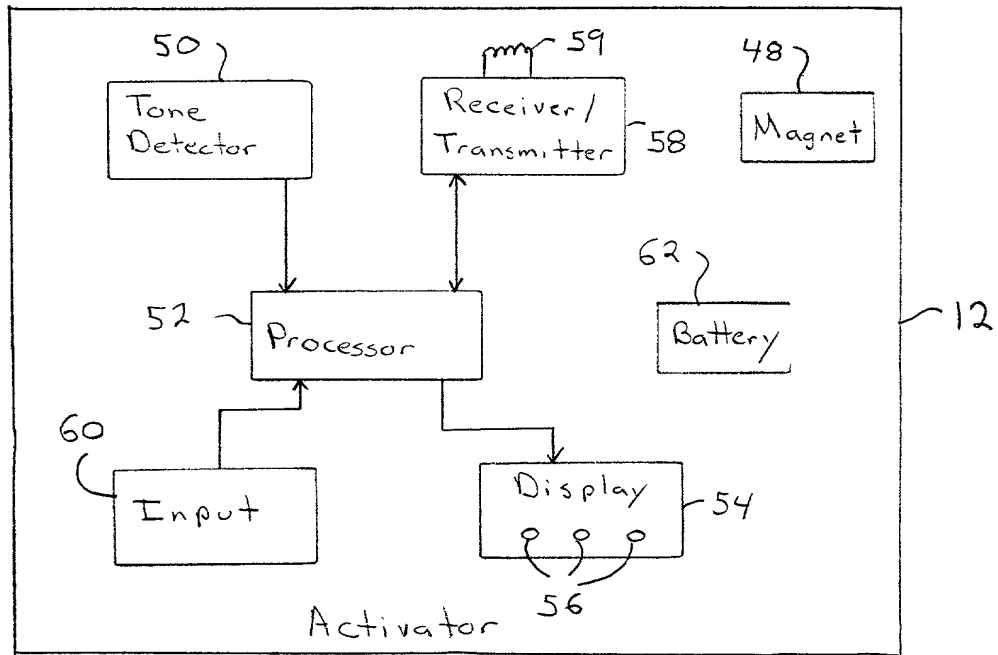 50
59
48
Tone
Detector
Receiver/
Transmitter
58
Magnet
62
52
Processor
Battery
12
60
Input
Display
54
56
Activator